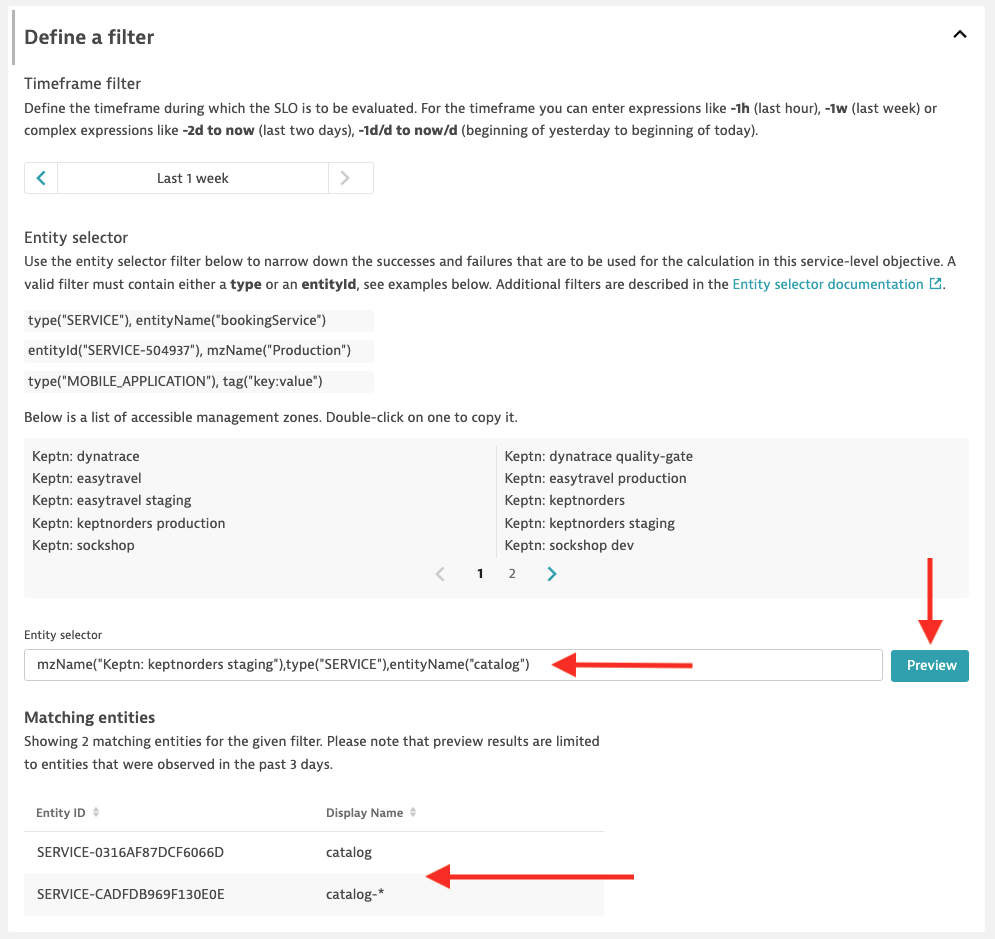 Define a filter
Timeframe filter
Define the timeframe during which the SLO is to be evaluated. For the timeframe you can enter expressions like -1h (last hour), -1w (last week) or
complex expressions like -2d to now (last two days), -1d/d to now/d (beginning of yesterday to beginning of today).
Last 1 week
Entity selector
Use the entity selector filter below to narrow down the successes and failures that are to be used for the calculation in this service-level objective. A
valid filter must contain either a type or an entityId, see examples below. Additional filters are described in the Entity selector documentation.
type("SERVICE"), entityName("bookingService")
entityId("SERVICE-504937"), mzName("Production")
type("MOBILE_APPLICATION"), tag("key:value")
Below is a list of accessible management zones. Double-click on one to copy it.
Keptn: dynatrace
Keptn: easytravel
Keptn: easytravel staging
Keptn: keptnorders production
Keptn: sockshop
Keptn: dynatrace quality-gate
Keptn: easytravel production
Keptn: keptnorders
Keptn: keptnorders staging
Keptn: sockshop dev
1 2
Entity selector
mzName("Keptn: keptnorders staging"),type("SERVICE"),entityName("catalog")
Preview
Matching entities
Showing 2 matching entities for the given filter. Please note that preview results are limited
to entities that were observed in the past 3 days.
Entity ID Display Name
SERVICE-0316AF87DCF6066D catalog
SERVICE-CADFDB969F130E0E catalog-*